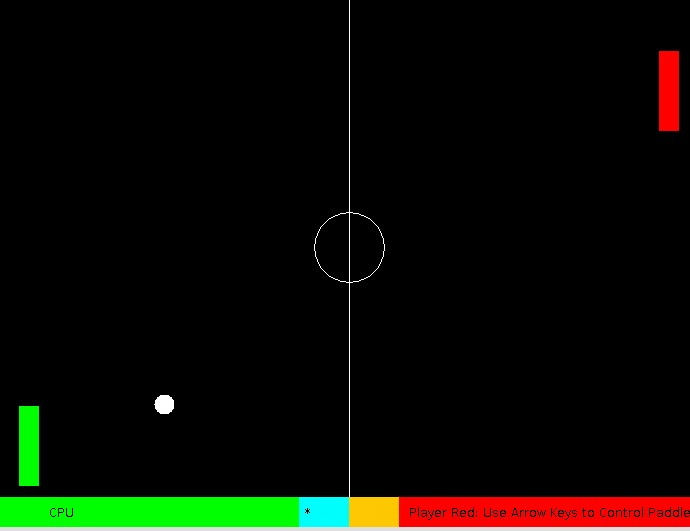 CPU
*
Player Red: Use Arrow Keys to Control Paddle